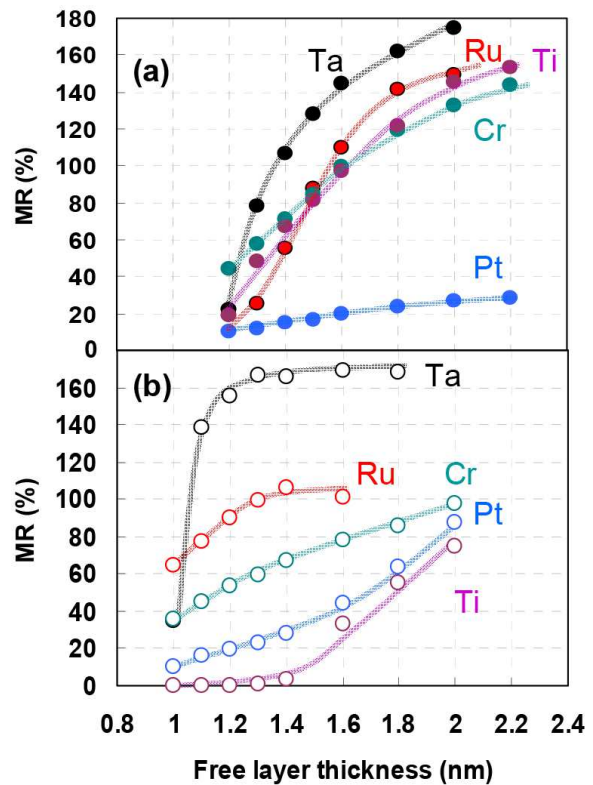 180
160
140
120
100
80
60
40
20
0
MR (%)
(a)
Ta
Ru
Ti
Cr
Pt
160
140
120
100
80
60
40
20
0
MR (%)
(b)
Ta
Ru
Cr
Pt
Ti
0.8 1 1.2 1.4 1.6 1.8 2 2.2 2.4
Free layer thickness (nm)